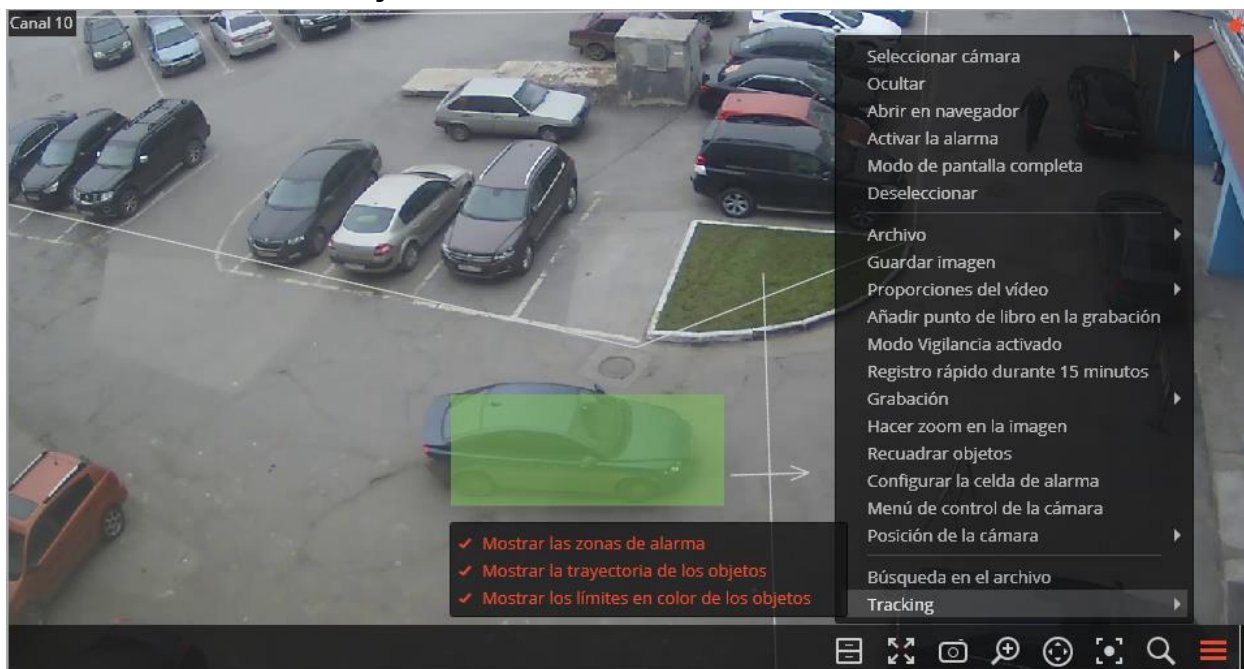 Canal 10
Seleccionar cámara
Ocultar
Abrir en navegador
Activar la alarma
Modo de pantalla completa
Deseleccionar
Archivo
Guardar imagen
Proporciones del vídeo
Añadir punto de libro en la grabación
Modo Vigilancia activado
Registro rápido durante 15 minutos
Grabación
Hacer zoom en la imagen
Recuadrar objetos
Configurar la celda de alarma
Menú de control de la cámara
Posición de la cámara
Búsqueda en el archivo
Tracking
Mostrar las zonas de alarma
Mostrar la trayectoria de los objetos
Mostrar los límites en color de los objetos